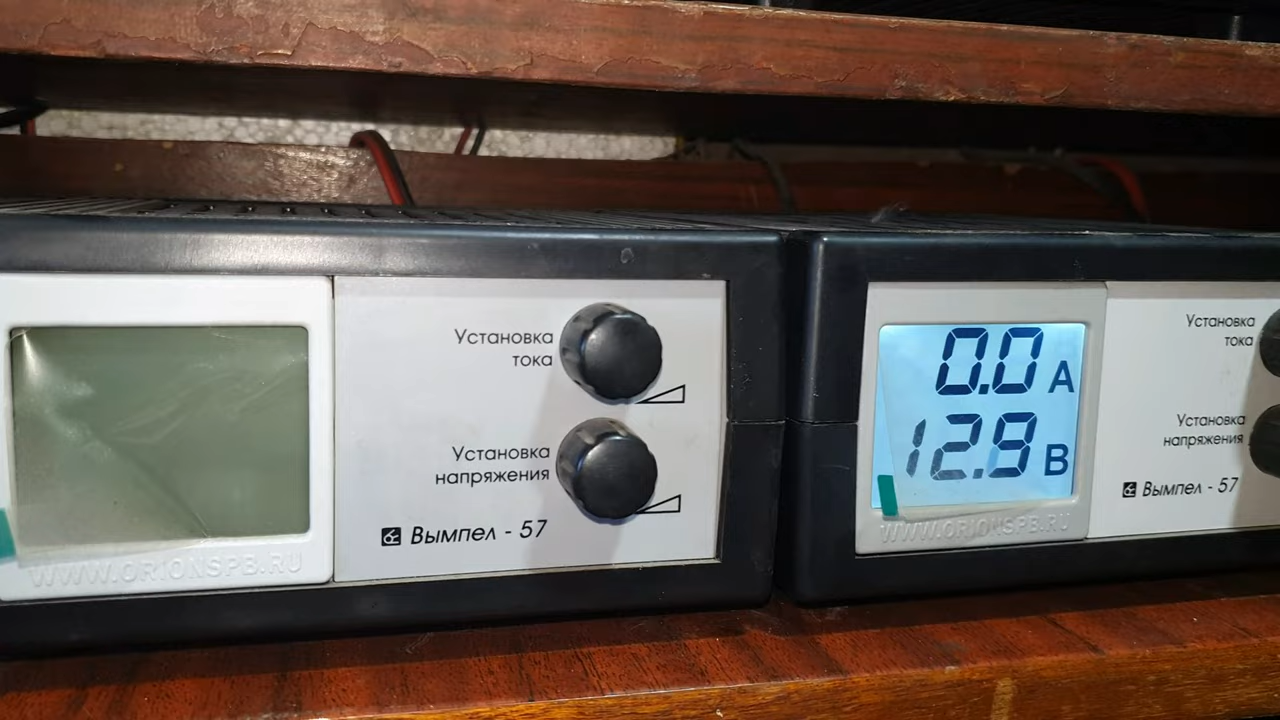 Установка
тока
Установка
напряжения
Вымпел - 57
WWW.ORIONSPB.RU
0.0 A
12.9 В
Установка
тока
Установка
напряжения
Вымпел - 57
WWW.ORIONSPB.RU